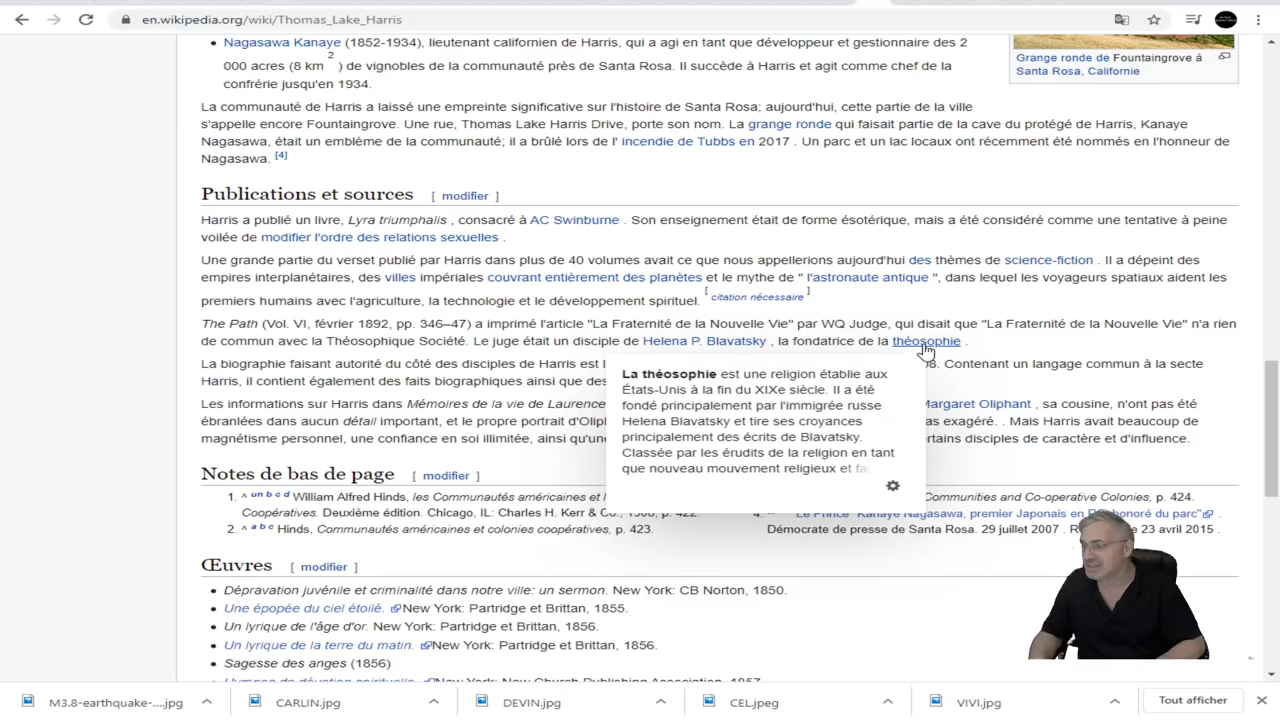 en.wikipedia.org/wiki/Thomas_Lake_Harris
Nagasawa Kanaye (1852-1934), lieutenant californien de Harris, qui a agi en tant que développeur et gestionnaire des 2
000 acres (8 km 2 ) de vignobles de la communauté près de Santa Rosa. Il succède à Harris et agit comme chef de la
confrérie jusqu'en 1934.
Grange ronde de Fountaingrove à
Santa Rosa, Californie
La communauté de Harris a laissé une empreinte significative sur l'histoire de Santa Rosa; aujourd'hui, cette partie de la ville
s'appelle encore Fountaingrove. Une rue, Thomas Lake Harris Drive, porte son nom. La grange ronde qui faisait partie de la cave du protégé de Harris, Kanaye
Nagasawa, était un emblème de la communauté; il a brûlé lors de l' incendie de Tubbs en 2017 . Un parc et un lac locaux ont récemment été nommés en l'honneur de
Nagasawa. [4]
Publications et sources [ modifier ]
Harris a publié un livre, Lyra triumphalis , consacré à AC Swinburne . Son enseignement était de forme ésotérique, mais a été considéré comme une tentative à peine
voilée de modifier l'ordre des relations sexuelles .
Une grande partie du verset publié par Harris dans plus de 40 volumes avait ce que nous appellerions aujourd'hui des thèmes de science-fiction . Il a dépeint des
empires interplanétaires, des villes impériales couvrant entièrement des planètes et le mythe de " l'astronaute antique ", dans lequel les voyageurs spatiaux aident les
premiers humains avec l'agriculture, la technologie et le développement spirituel. [ citation nécessaire ]
The Path (Vol. VI, février 1892, pp. 346–47) a imprimé l'article "La Fraternité de la Nouvelle Vie" par WQ Judge, qui disait que "La Fraternité de la Nouvelle Vie" n'a rien
de commun avec la Théosophique Société. Le juge était un disciple de Helena P. Blavatsky , la fondatrice de la théosophie .
La biographie faisant autorité du côté des disciples de Harris est 8. Contenant un langage commun à la secte
Harris, il contient également des faits biographiques ainsi que des
Les informations sur Harris dans Mémoires de la vie de Laurence Margaret Oliphant , sa cousine, n'ont pas été
ébranlées dans aucun détail important, et le propre portrait d'Olip as exagéré. . Mais Harris avait beaucoup de
magnétisme personnel, une confiance en soi illimitée, ainsi qu'une ertains disciples de caractère et d'influence.
La théosophie est une religion établie aux
États-Unis à la fin du XIXe siècle. Il a été
fondé principalement par l'immigrée russe
Helena Blavatsky et tire ses croyances
principalement des écrits de Blavatsky.
Classée par les érudits de la religion en tant
que nouveau mouvement religieux et fa
Notes de bas de page [ modifier ]
1. ^ un b c d William Alfred Hinds, les Communautés américaines et
Coopératives. Deuxième édition. Chicago, IL: Charles H. Kerr & Co., 1908, p. 422.
2. ^ a b c Hinds, Communautés américaines et colonies coopératives, p. 423.
Communities and Co-operative Colonies, p. 424.
Le Prince "Kanaye Nagasawa, premier Japonais en honoré du parc" .
Démocrate de presse de Santa Rosa. 29 juillet 2007 . 23 avril 2015 .
Œuvres [ modifier ]
Dépravation juvénile et criminalité dans notre ville: un sermon. New York: CB Norton, 1850.
Une épopée du ciel étoilé. New York: Partridge et Brittan, 1855.
Un lyrique de l'âge d'or. New York: Partridge et Brittan, 1856.
Un lyrique de la terre du matin. New York: Partridge et Brittan, 1856.
Sagesse des anges (1856)
Hymnes de dévotion spirituelle. New York: New Church Publishing Association, 1857.
M3.8-earthquake-....jpg
CARLIN.jpg
DEVIN.jpg
CEL.jpeg
VIVI.jpg
Tout afficher